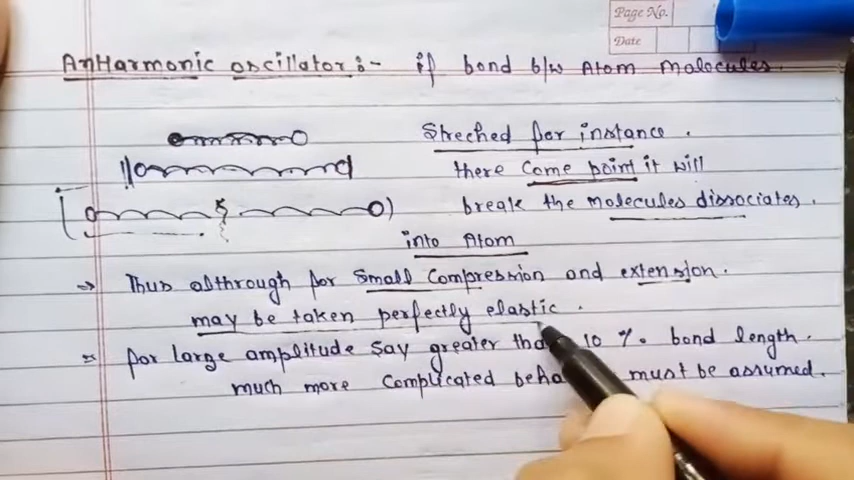 Page No.
Date
AnHarmonic oscillator :- if bond b/w Atom molecules.
Streched for instance.
there come point it will
break the molecules dissociates.
into Atom
Thus althrough for small compression and extension.
may be taken perfectly elastic.
for large amplitude say greater 10 % bond length.
much more complicated must be assumed.